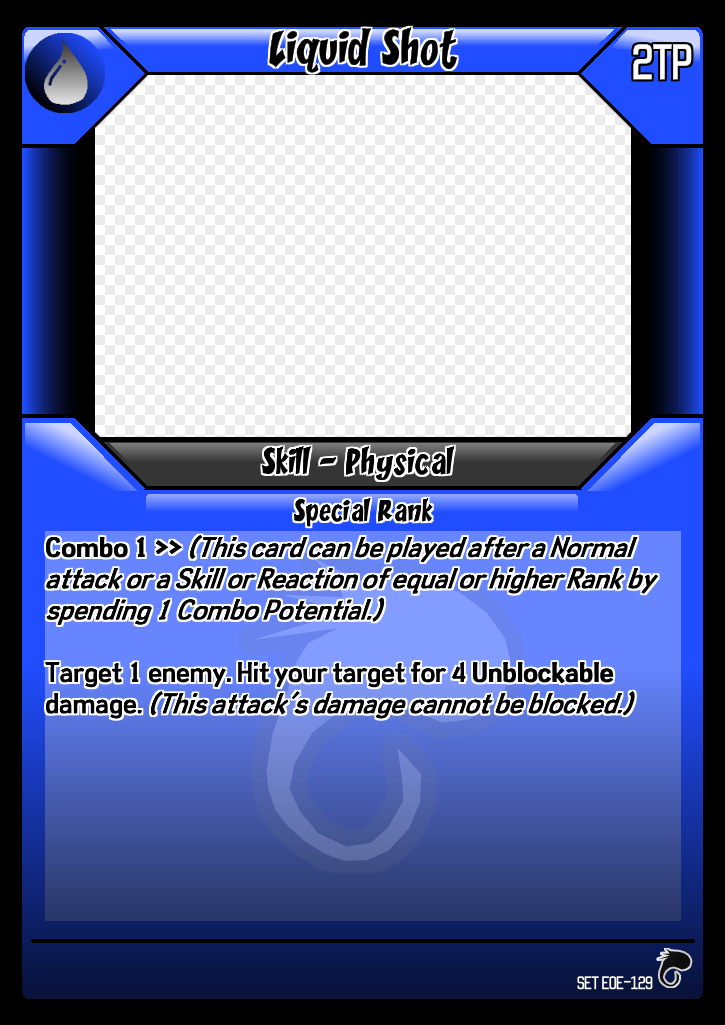 Liquid Shot
2TP
Skill - Physical
Special Rank
Combo 1 >> (This card can be played after a Normal
attack or a Skill or Reaction of equal or higher Rank by
spending 1 Combo Potential.)
Target 1 enemy. Hit your target for 4 Unblockable
damage. (This attack's damage cannot be blocked.)
SET EOE-129